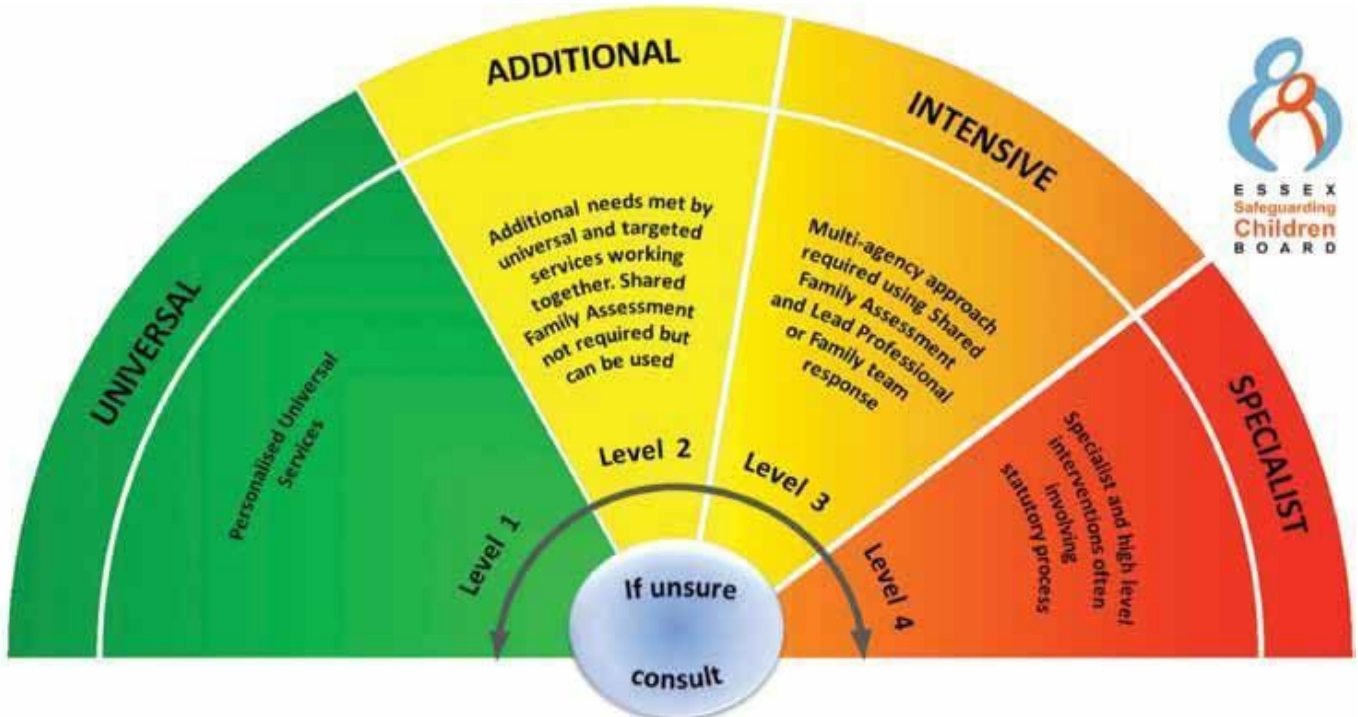 UNIVERSAL
Personalised Universal
Services
Level 1
ADDITIONAL
Additional needs met by
universal and targeted
services working
together. Shared
Family Assessment
not required but
can be used
Level 2
INTENSIVE
Multi-agency approach
required using Shared
Family Assessment
and Lead Professional
or Family team
response
Level 3
SPECIALIST
Specialist and high level
interventions often
involving
statutory process
Level 4
If unsure
consult
ESSEX
Safeguarding
Children
BOARD